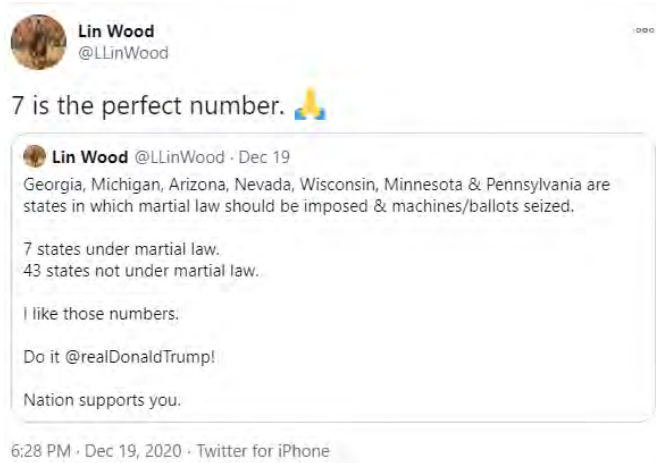 Lin Wood
@LLinWood
7 is the perfect number. 🙏
Lin Wood @LLinWood · Dec 19
Georgia, Michigan, Arizona, Nevada, Wisconsin, Minnesota & Pennsylvania are
states in which martial law should be imposed & machines/ballots seized.
7 states under martial law.
43 states not under martial law.
I like those numbers.
Do it @realDonaldTrump!
Nation supports you.
6:28 PM · Dec 19, 2020 · Twitter for iPhone